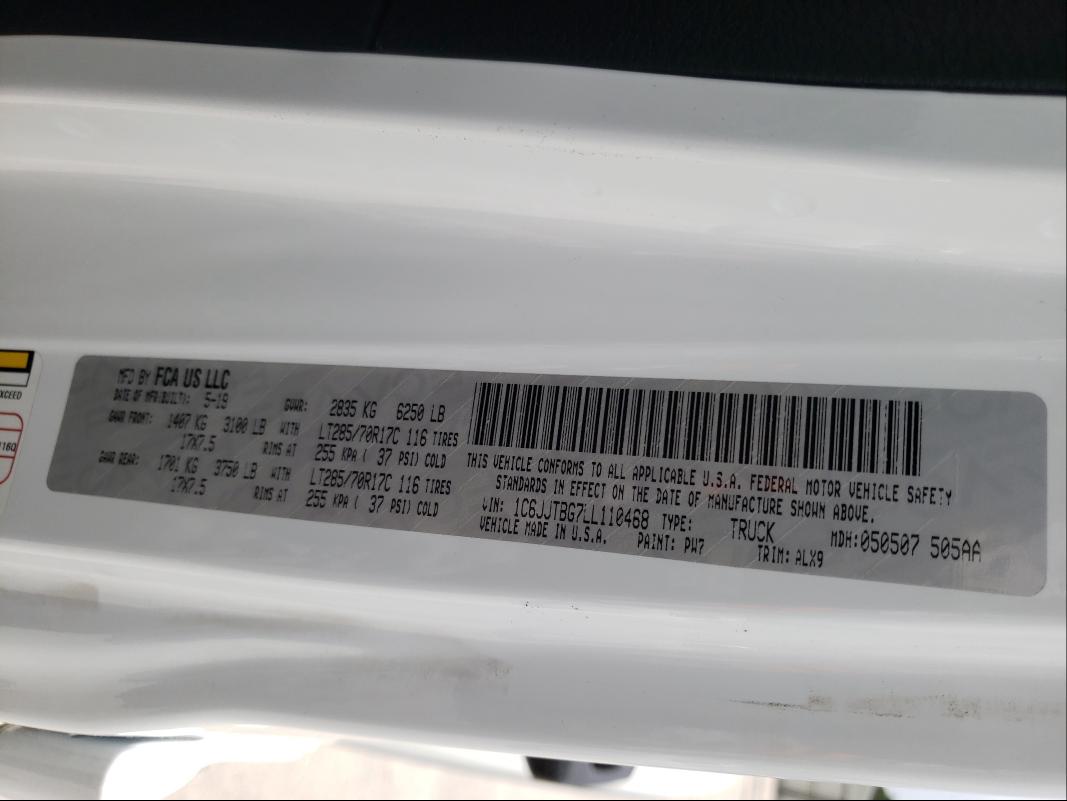 EXCEED
116Q
MFD BY FCA US LLC
DATE OF MFR(BUILT): 5-19 GVWR: 2835 KG 6250 LB
GAWR FRONT: 1407 KG 3100 LB WITH LT285/70R17C 116 TIRES
17X7.5 RIMS AT 255 KPA ( 37 PSI) COLD
GAWR REAR: 1701 KG 3750 LB WITH LT285/70R17C 116 TIRES
17X7.5 RIMS AT 255 KPA ( 37 PSI) COLD
THIS VEHICLE CONFORMS TO ALL APPLICABLE U.S.A. FEDERAL MOTOR VEHICLE SAFETY
STANDARDS IN EFFECT ON THE DATE OF MANUFACTURE SHOWN ABOVE.
VIN: 1C6JJTBG7LL110468 TYPE: TRUCK MDH:050507 505AA
VEHICLE MADE IN U.S.A. PAINT: PW7 TRIM: ALX9